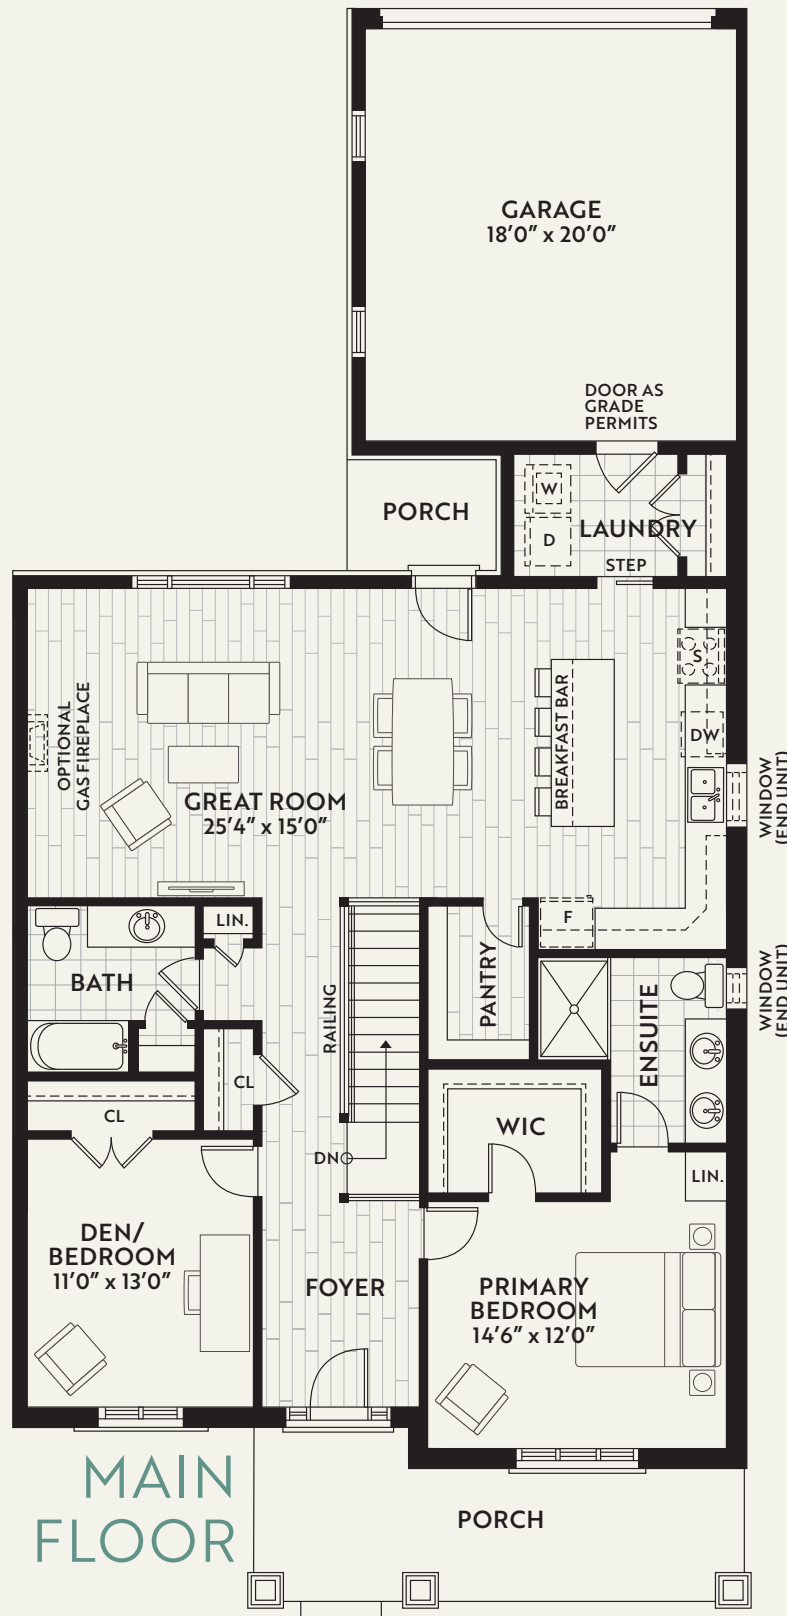 GARAGE
18'0" x 20'0"
DOOR AS
GRADE
PERMITS
PORCH
W
D
LAUNDRY
STEP
OPTIONAL
GAS FIREPLACE
GREAT ROOM
25'4" x 15'0"
BREAKFAST BAR
S
DW
WINDOW
(END UNIT)
F
LIN.
BATH
RAILING
PANTRY
ENSUITE
WINDOW
(END UNIT)
CL
CL
WIC
DN
LIN.
DEN/
BEDROOM
11'0" x 13'0"
FOYER
PRIMARY
BEDROOM
14'6" x 12'0"
MAIN
FLOOR
PORCH